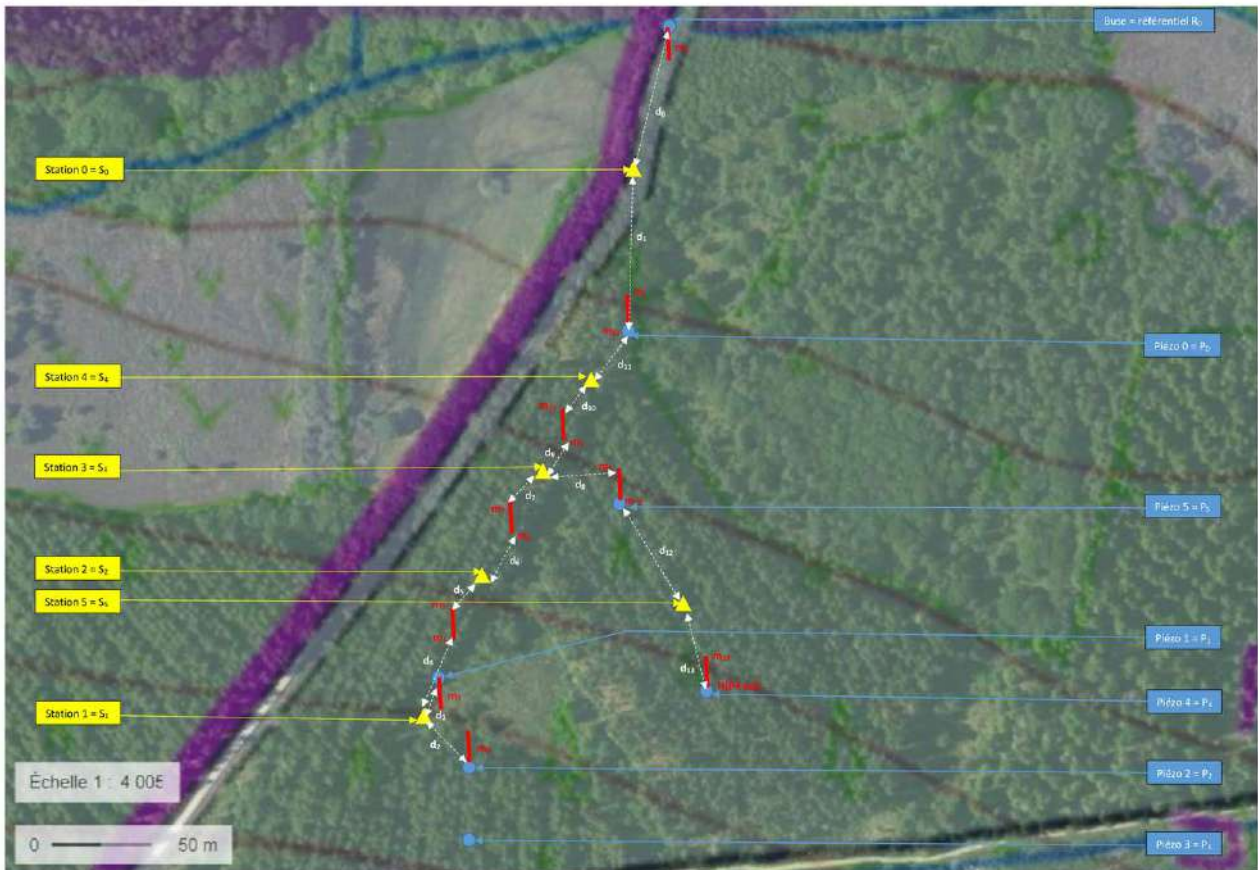 Buse = référentiel R₀
d₀
Station 0 = S₀
d₁
Piézo 0 = P₀
d₁₁
Station 4 = S₄
d₁₀
d₉
Station 3 = S₃
d₇
d₈
Piézo 5 = P₅
d₁₂
Station 2 = S₂
d₆
d₅
Station 5 = S₅
Piézo 1 = P₁
d₄
d₁₃
Piézo 4 = P₄
Station 1 = S₁
d₃
d₂
Piézo 2 = P₂
Échelle 1 : 4 005
0 50 m
Piézo 3 = P₃